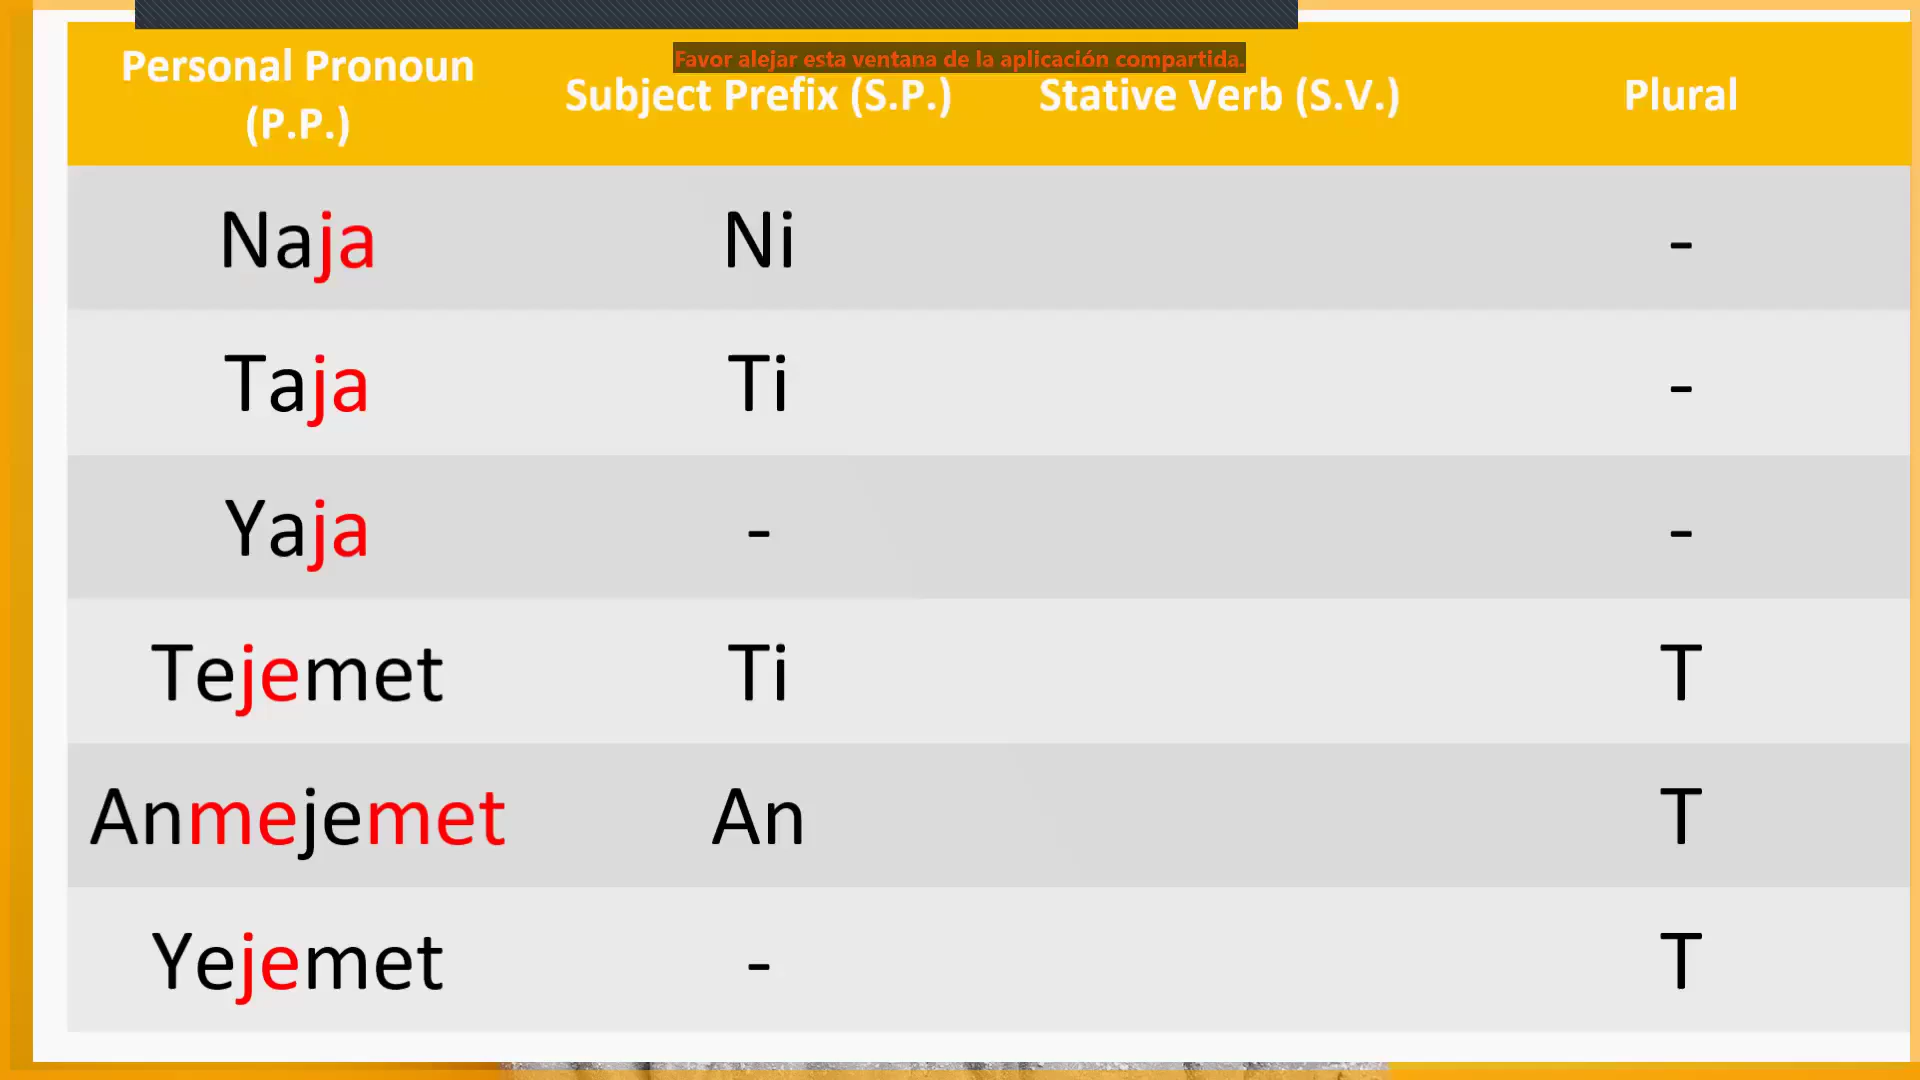 Favor alejar esta ventana de la aplicación compartida.
Personal Pronoun
(P.P.)
Subject Prefix (S.P.)
Stative Verb (S.V.)
Plural
Naja
Ni
-
Taja
Ti
-
Yaja
-
-
Tejemet
Ti
T
Anmejemet
An
T
Yejemet
-
T